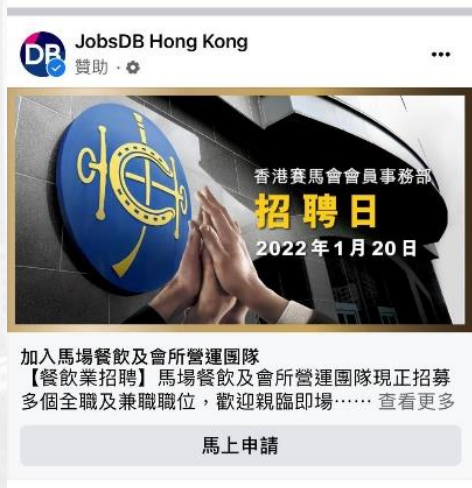 DB
JobsDB Hong Kong
贊助 ·
香港賽馬會會員事務部
招聘日
2022年1月20日
加入馬場餐飲及會所營運團隊
【餐飲業招聘】馬場餐飲及會所營運團隊現正招募
多個全職及兼職職位，歡迎親臨即場…… 查看更多
馬上申請